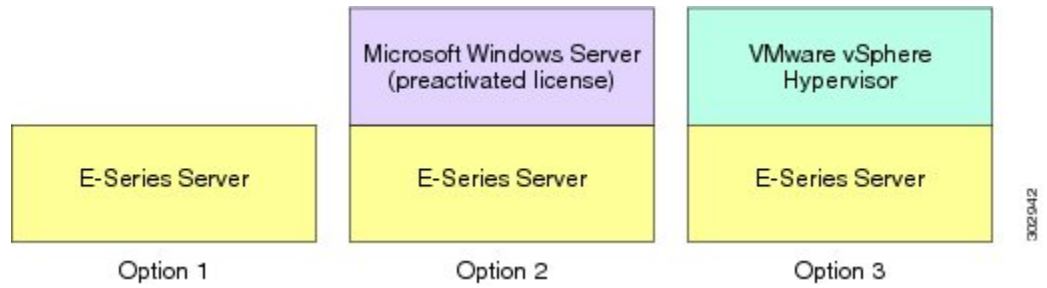 Microsoft Windows Server
(preactivated license)
VMware vSphere
Hypervisor
E-Series Server
E-Series Server
E-Series Server
Option 1
Option 2
Option 3
302942